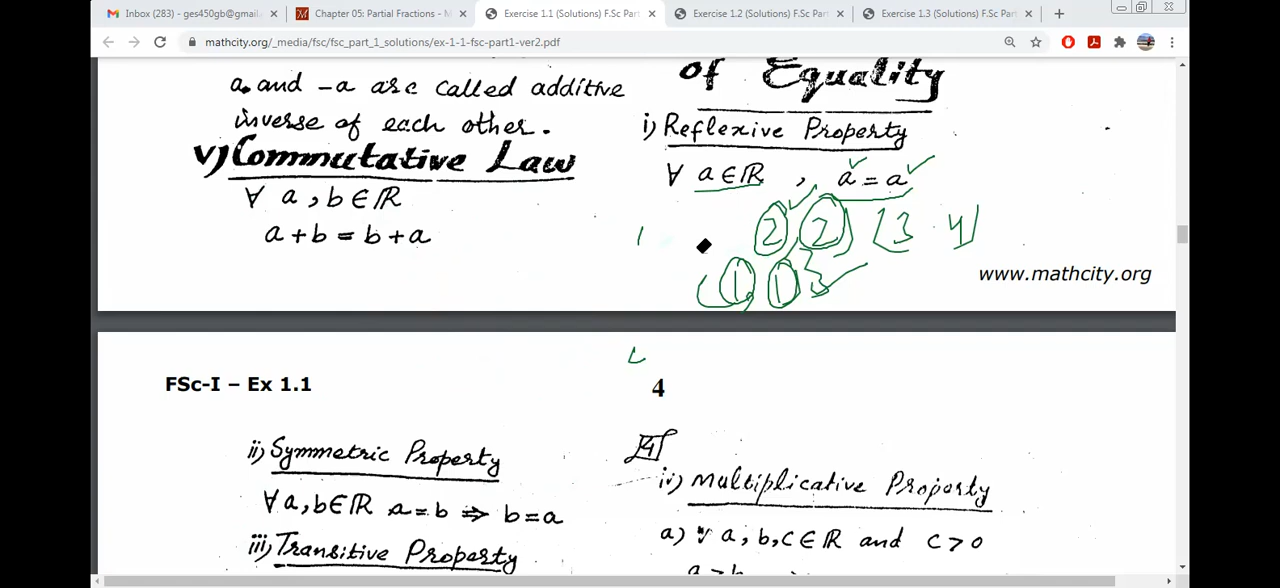 Inbox (283) - ges450gb@gmail.
Chapter 05: Partial Fractions - M
Exercise 1.1 (Solutions) F.Sc Part
Exercise 1.2 (Solutions) F.Sc Part
Exercise 1.3 (Solutions) F.Sc Part
mathcity.org/_media/fsc/fsc_part_1_solutions/ex-1-1-fsc-part1-ver2.pdf
a and -a are called additive
inverse of each other.
v) Commutative Law
∀ a, b ∈ ℝ
a + b = b + a
of Equality
i) Reflexive Property
∀ a ∈ ℝ , a = a
2, 2) [3 4]
(1, 1}
www.mathcity.org
FSc-I – Ex 1.1
4
ii) Symmetric Property
∀ a, b ∈ ℝ a = b ⇒ b = a
iii) Transitive Property
4
iv) Multiplicative Property
a) ∀ a, b, c ∈ ℝ and c > 0